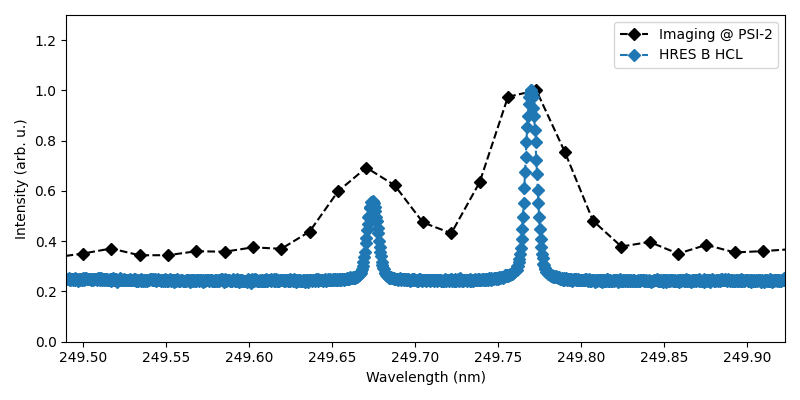 Imaging @ PSI-2
HRES B HCL
1.2
1.0
0.8
0.6
0.4
0.2
0.0
Intensity (arb. u.)
249.50 249.55 249.60 249.65 249.70 249.75 249.80 249.85 249.90
Wavelength (nm)